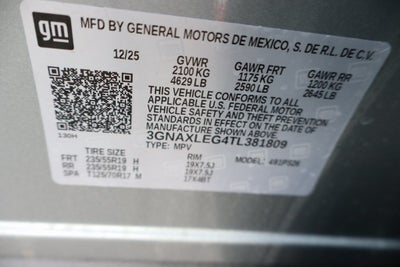 gm
MFD BY GENERAL MOTORS DE MEXICO, S. DE R.L. DE C.V.
12/25 GVWR GAWR FRT GAWR RR
2100 KG 1175 KG 1200 KG
4629 LB 2590 LB 2645 LB
THIS VEHICLE CONFORMS TO ALL
APPLICABLE U.S. FEDERAL MOTOR
VEHICLE SAFETY AND BUMPER
STANDARDS IN EFFECT ON THE DATE
OF MANUFACTURE SHOWN ABOVE.
3GNAXLEG4TL381809
130H TYPE: MPV 491PS26
TIRE SIZE RIM
FRT 235/55R19 H 19X7.5J
RR 235/55R19 H 19X7.5J
SPA T125/70R17 M 17X4BT